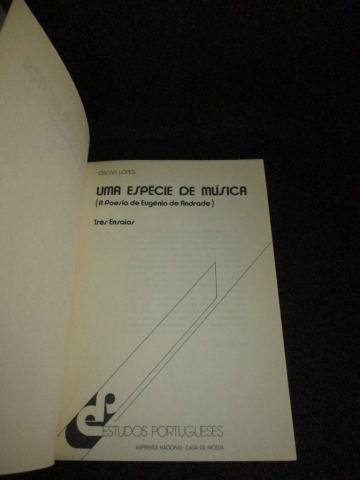 ÓSCAR LOPES
UMA ESPÉCIE DE MÚSICA
(A Poesia de Eugénio de Andrade)
Três Ensaios
ep
ESTUDOS PORTUGUESES
IMPRENSA NACIONAL-CASA DA MOEDA